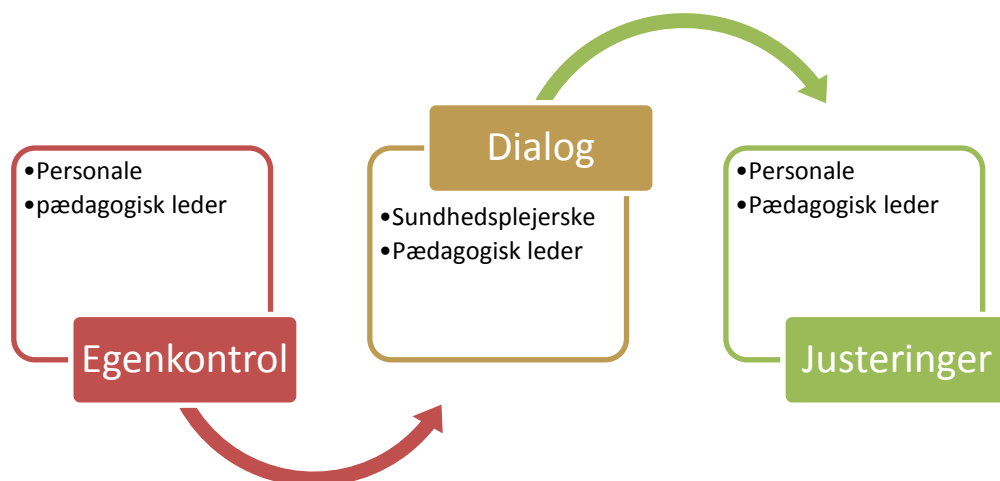 •Personale
•pædagogisk leder
Egenkontrol
Dialog
•Sundhedsplejerske
•Pædagogisk leder
•Personale
•Pædagogisk leder
Justeringer